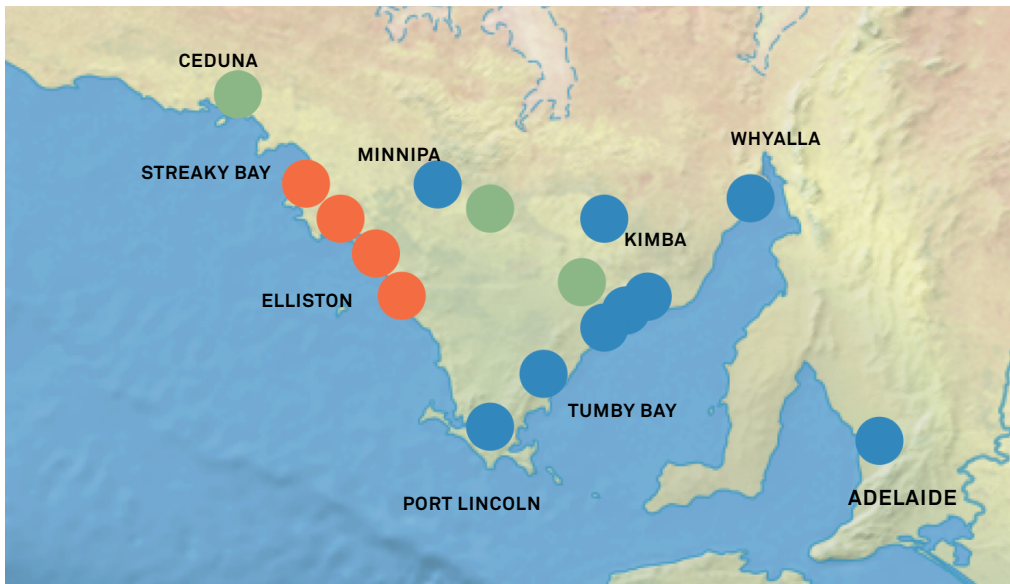 CEDUNA
WHYALLA
MINNIPA
STREAKY BAY
KIMBA
ELLISTON
TUMBY BAY
ADELAIDE
PORT LINCOLN